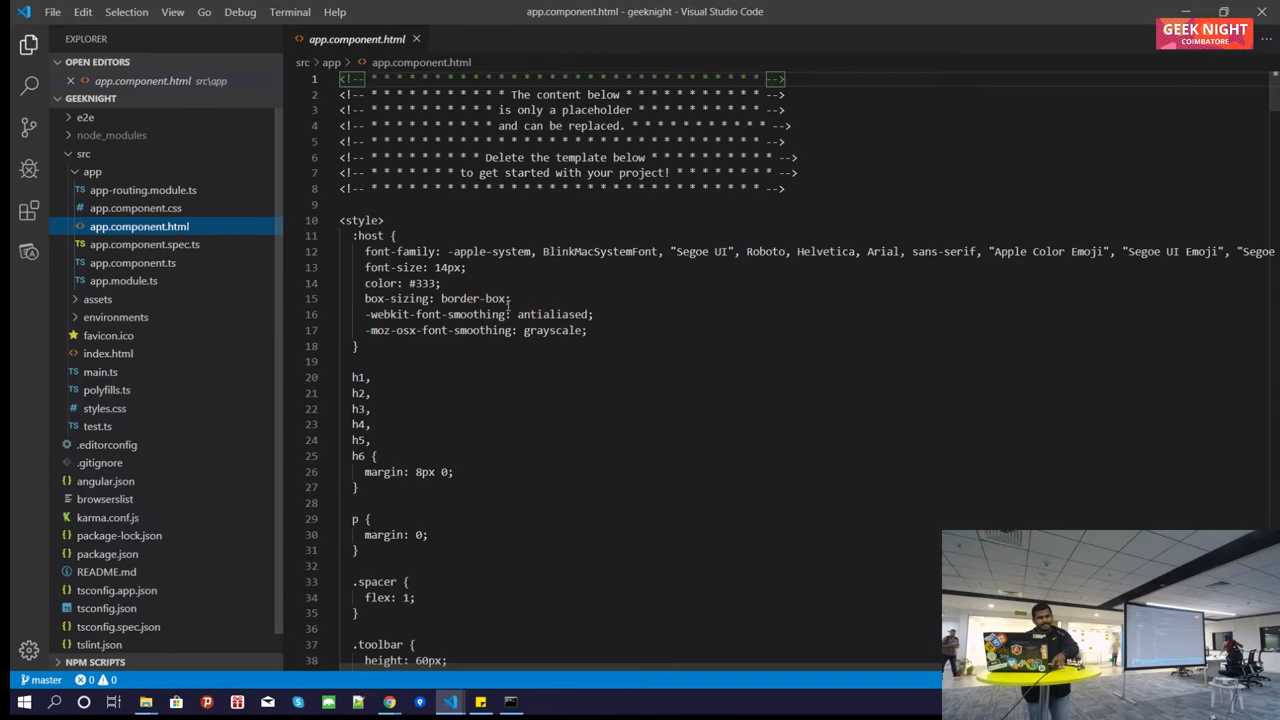 File Edit Selection View Go Debug Terminal Help
app.component.html - geeknight - Visual Studio Code
GEEK NIGHT
COIMBATORE
EXPLORER
OPEN EDITORS
app.component.html src\app
GEEKNIGHT
e2e
node_modules
src
app
app-routing.module.ts
app.component.css
app.component.html
app.component.spec.ts
app.component.ts
app.module.ts
assets
environments
favicon.ico
index.html
main.ts
polyfills.ts
styles.css
test.ts
.editorconfig
.gitignore
angular.json
browserslist
karma.conf.js
package-lock.json
package.json
README.md
tsconfig.app.json
tsconfig.json
tsconfig.spec.json
tslint.json
NPM SCRIPTS
app.component.html
src > app > app.component.html
1 <!-- * * * * * * * * * * * * * * * * * * * * * * * * * * * * * * * -->
2 <!-- * * * * * * * * * * * The content below * * * * * * * * * * * -->
3 <!-- * * * * * * * * * * is only a placeholder * * * * * * * * * * -->
4 <!-- * * * * * * * * * * and can be replaced. * * * * * * * * * * * -->
5 <!-- * * * * * * * * * * * * * * * * * * * * * * * * * * * * * * * -->
6 <!-- * * * * * * * * * Delete the template below * * * * * * * * * * -->
7 <!-- * * * * * * * to get started with your project! * * * * * * * * -->
8 <!-- * * * * * * * * * * * * * * * * * * * * * * * * * * * * * * * -->
9
10 <style>
11 :host {
12 font-family: -apple-system, BlinkMacSystemFont, "Segoe UI", Roboto, Helvetica, Arial, sans-serif, "Apple Color Emoji", "Segoe UI Emoji", "Segoe
13 font-size: 14px;
14 color: #333;
15 box-sizing: border-box;
16 -webkit-font-smoothing: antialiased;
17 -moz-osx-font-smoothing: grayscale;
18 }
19
20 h1,
21 h2,
22 h3,
23 h4,
24 h5,
25 h6 {
26 margin: 8px 0;
27 }
28
29 p {
30 margin: 0;
31 }
32
33 .spacer {
34 flex: 1;
35 }
36
37 .toolbar {
38 height: 60px;
master 0 0